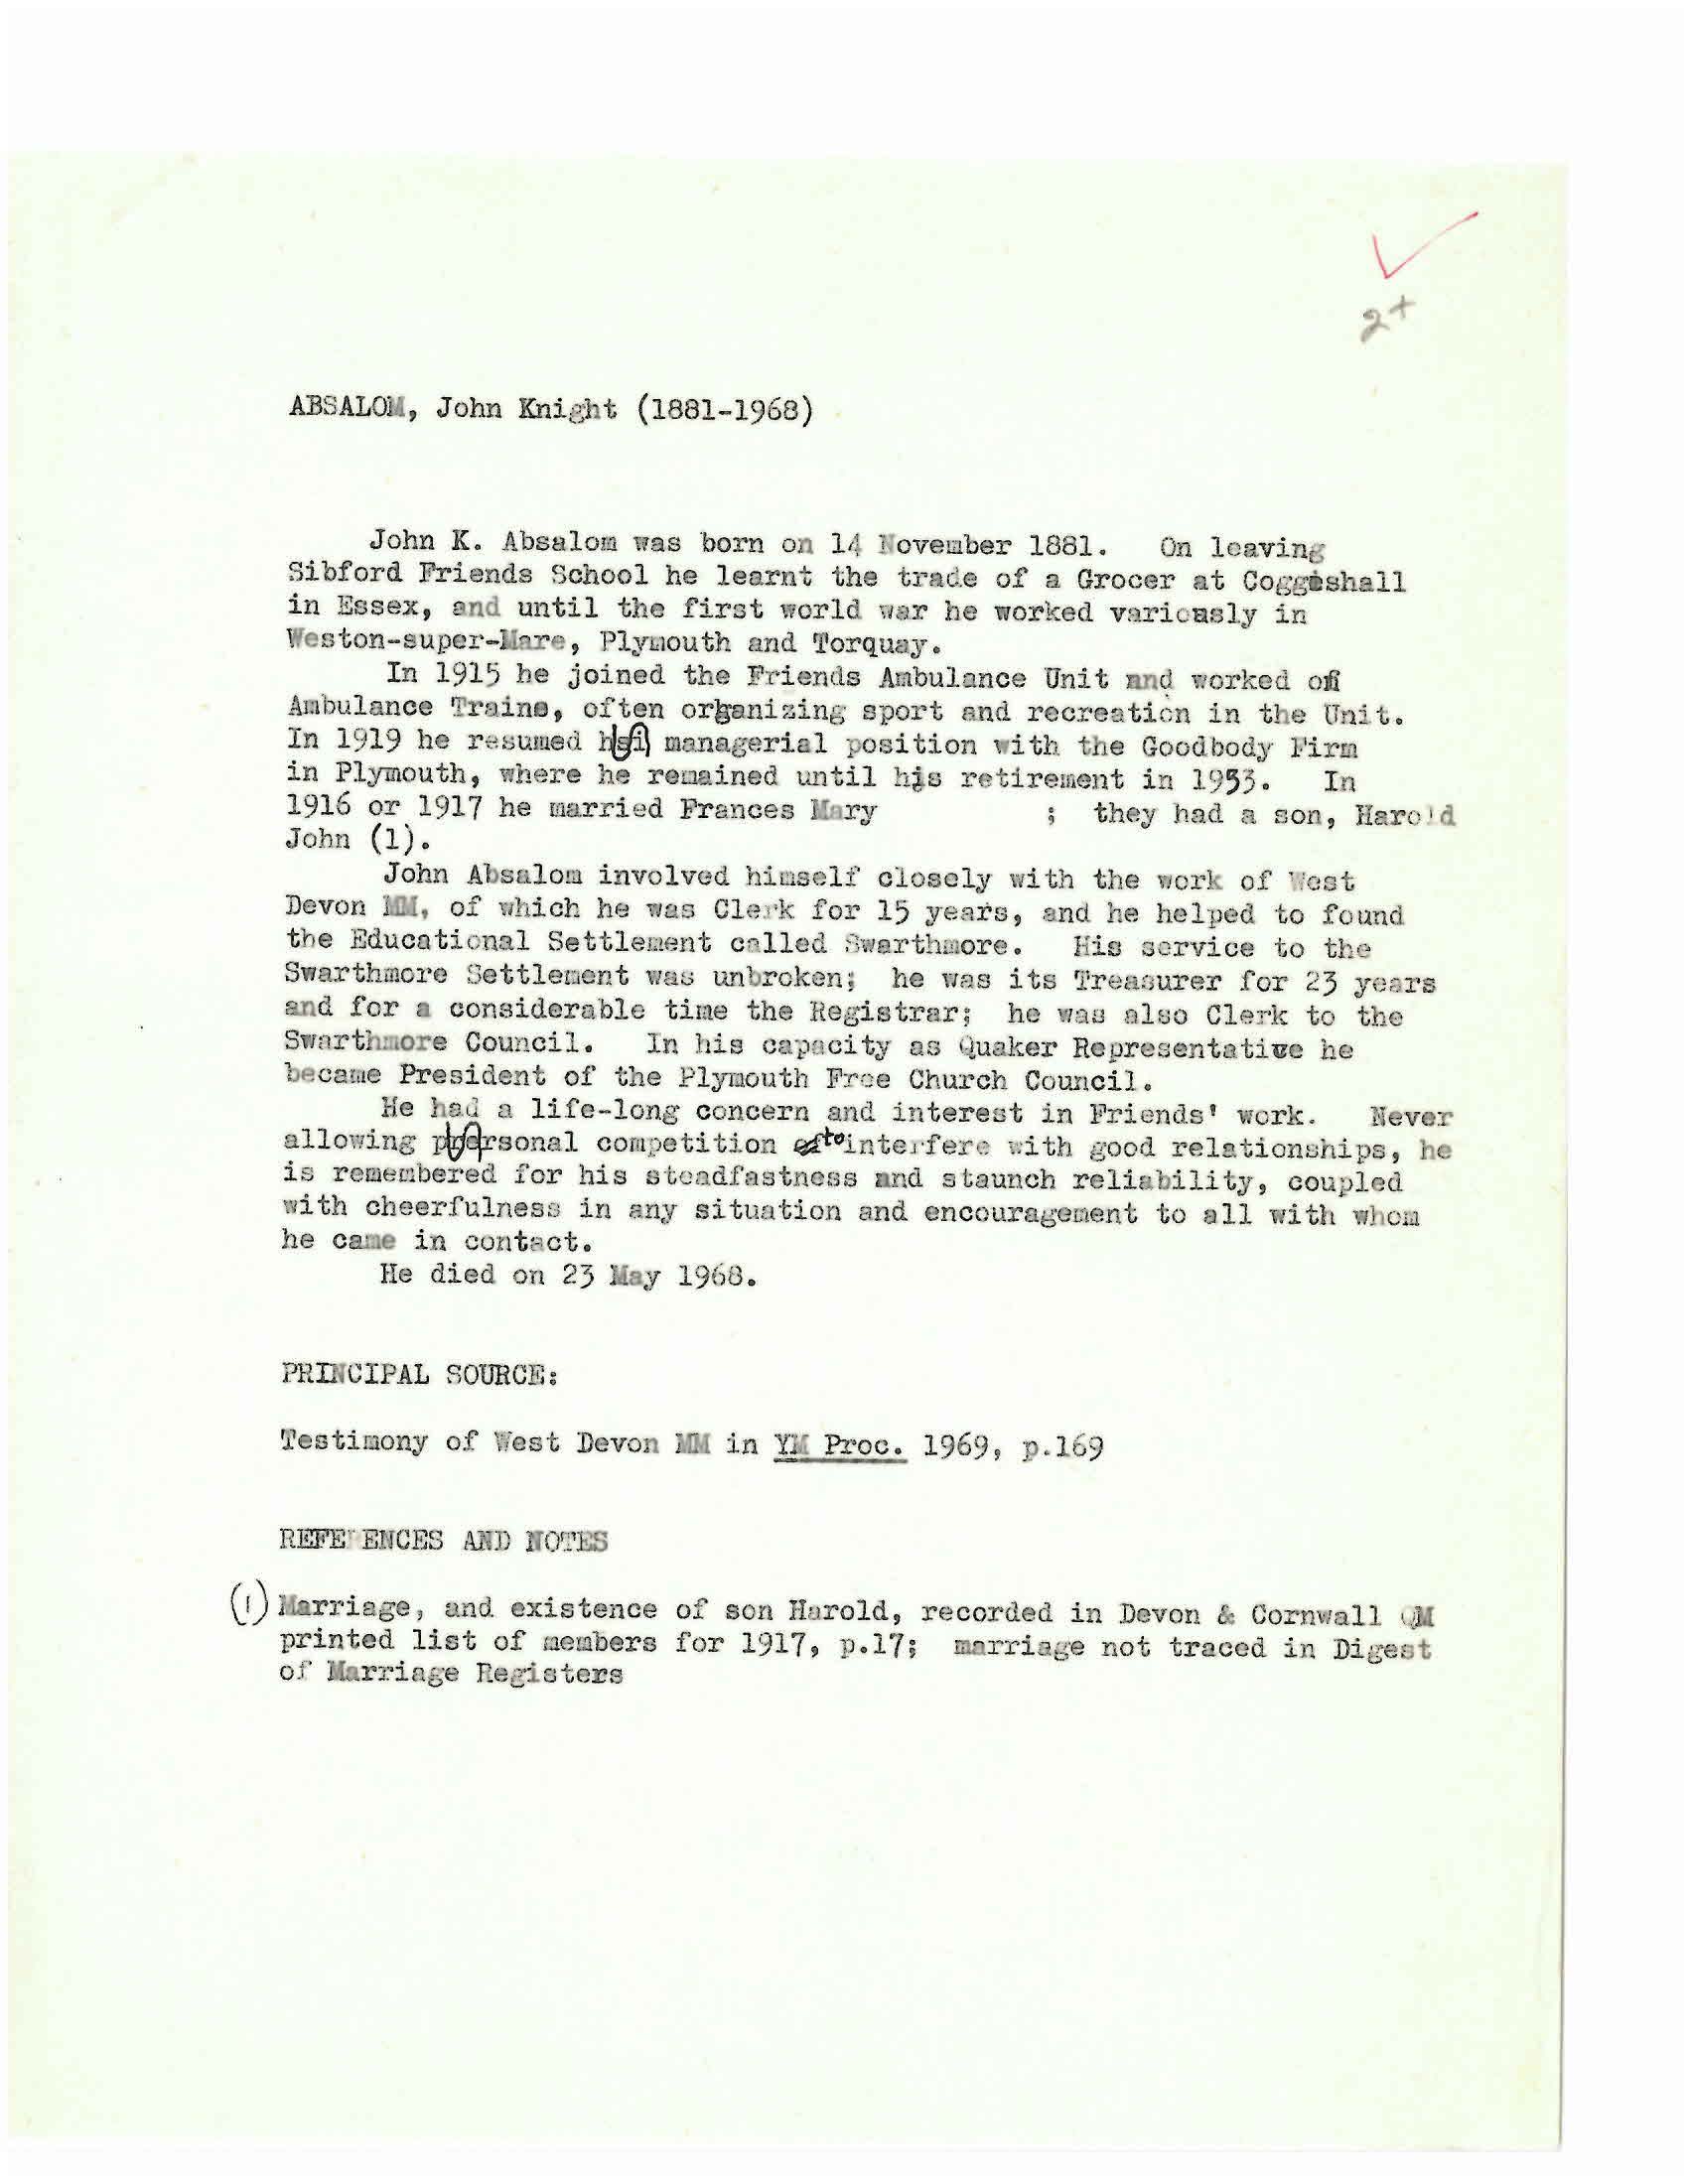 2+
ABSALOM, John Knight (1881-1968)
John K. Absalom was born on 14 November 1881. On leaving
Sibford Friends School he learnt the trade of a Grocer at Coggeshall
in Essex, and until the first world war he worked variously in
Weston-super-Mare, Plymouth and Torquay.
In 1915 he joined the Friends Ambulance Unit and worked on
Ambulance Trains, often organizing sport and recreation in the Unit.
In 1919 he resumed hsi managerial position with the Goodbody Firm
in Plymouth, where he remained until his retirement in 1953. In
1916 or 1917 he married Frances Mary ; they had a son, Harold
John (1).
John Absalom involved himself closely with the work of West
Devon MM, of which he was Clerk for 15 years, and he helped to found
the Educational Settlement called Swarthmore. His service to the
Swarthmore Settlement was unbroken; he was its Treasurer for 23 years
and for a considerable time the Registrar; he was also Clerk to the
Swarthmore Council. In his capacity as Quaker Representative he
became President of the Plymouth Free Church Council.
He had a life-long concern and interest in Friends' work. Never
allowing personal competition to interfere with good relationships, he
is remembered for his steadfastness and staunch reliability, coupled
with cheerfulness in any situation and encouragement to all with whom
he came in contact.
He died on 23 May 1968.
PRINCIPAL SOURCE:
Testimony of West Devon MM in YM Proc. 1969, p.169
REFERENCES AND NOTES
(1) Marriage, and existence of son Harold, recorded in Devon & Cornwall QM
printed list of members for 1917, p.17; marriage not traced in Digest
of Marriage Registers